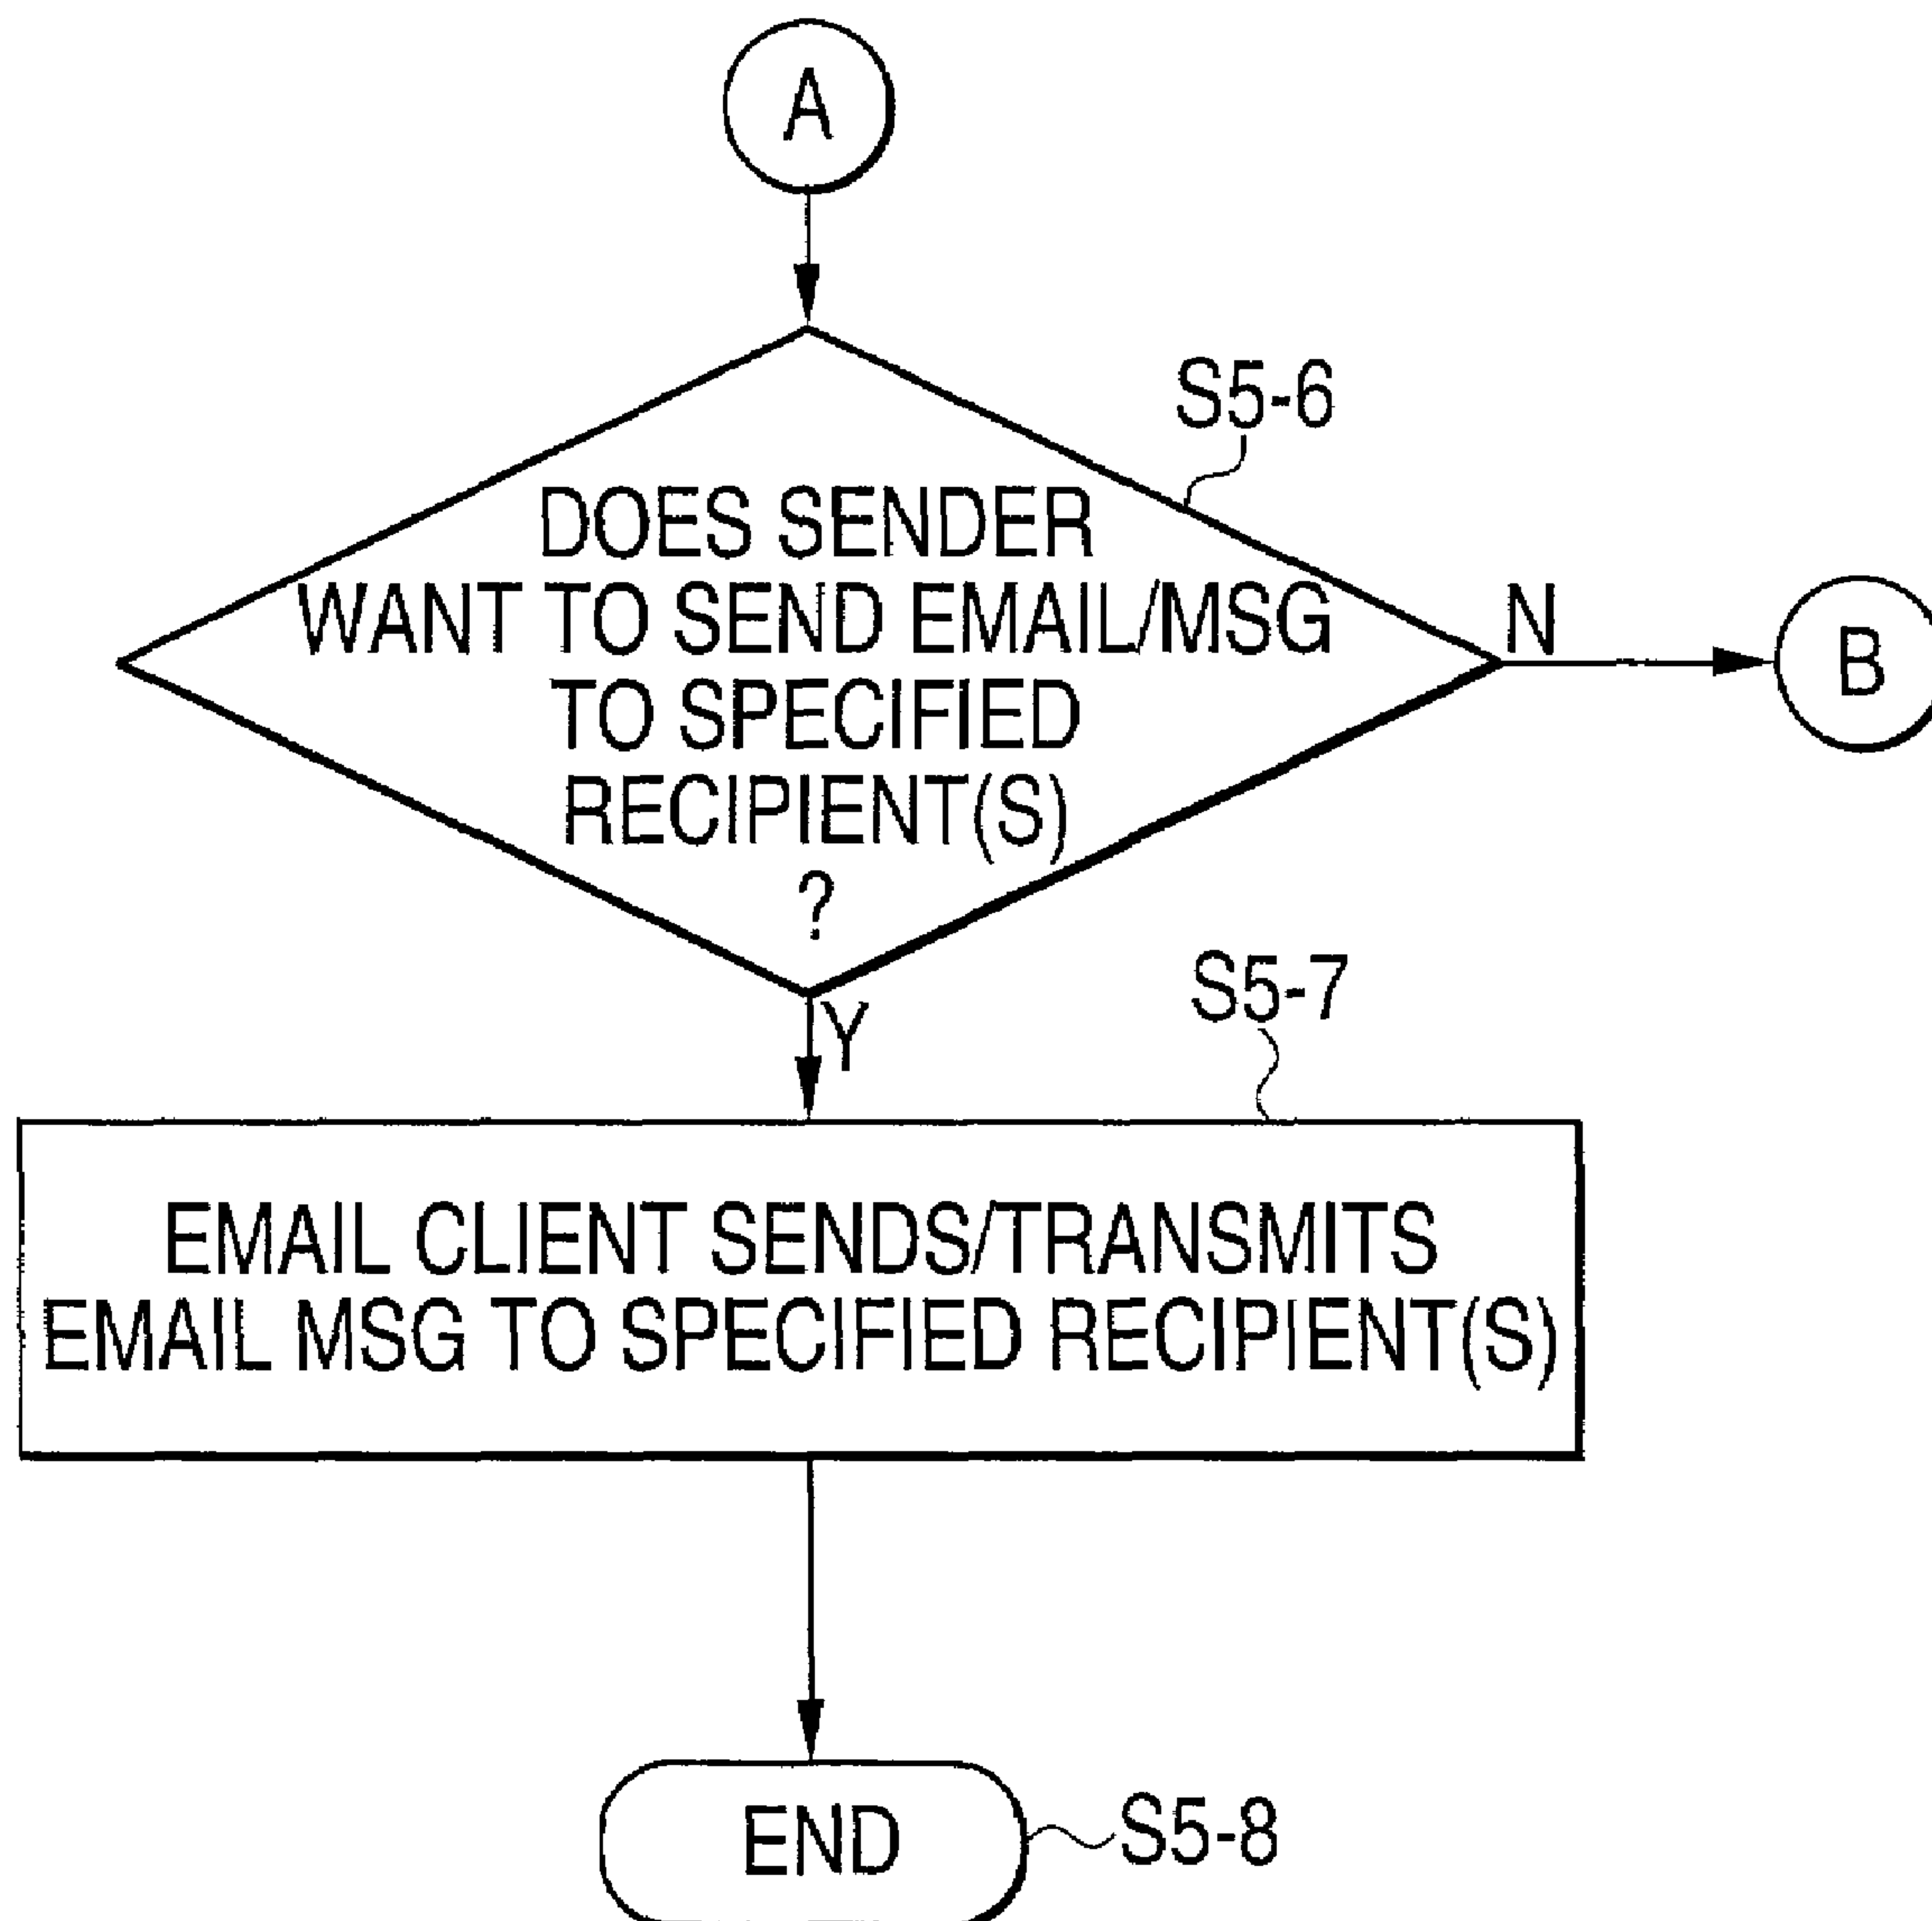 A
S5-6
DOES SENDER
WANT TO SEND EMAIL/MSG
TO SPECIFIED
RECIPIENT(S)
?
N
B
Y
S5-7
EMAIL CLIENT SENDS/TRANSMITS
EMAIL MSG TO SPECIFIED RECIPIENT(S)
END
S5-8